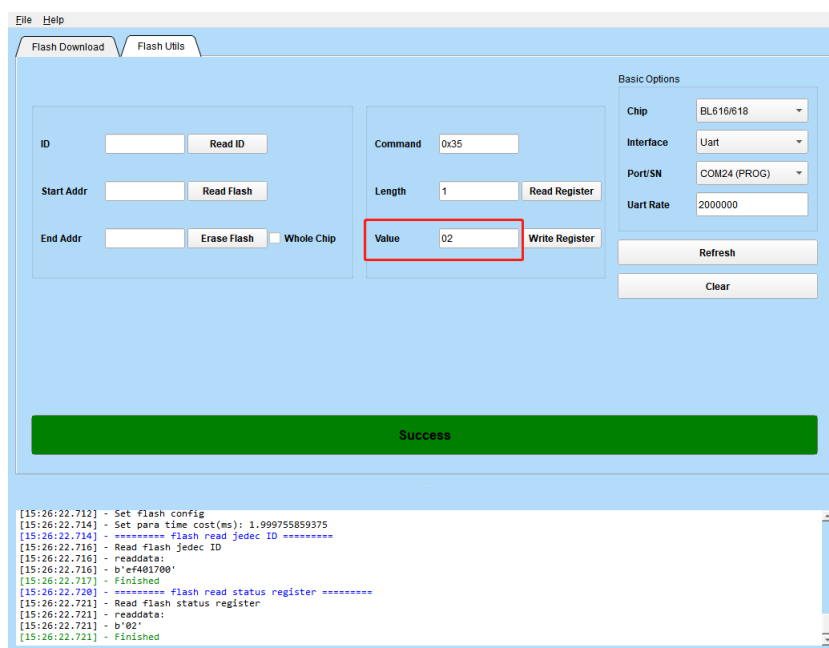 File Help
Flash Download Flash Utils
Basic Options
Chip BL616/618
ID Read ID Command 0x35 Interface Uart
Port/SN COM24 (PROG)
Start Addr Read Flash Length 1 Read Register
Uart Rate 2000000
End Addr Erase Flash Whole Chip Value 02 Write Register
Refresh
Clear
Success
[15:26:22.712] - Set flash config
[15:26:22.714] - Set para time cost(ms): 1.999755859375
[15:26:22.714] - ========= flash read jedec ID =========
[15:26:22.716] - Read flash jedec ID
[15:26:22.716] - readdata:
[15:26:22.716] - b'ef401700'
[15:26:22.717] - Finished
[15:26:22.720] - ========= flash read status register =========
[15:26:22.721] - Read flash status register
[15:26:22.721] - readdata:
[15:26:22.721] - b'02'
[15:26:22.721] - Finished